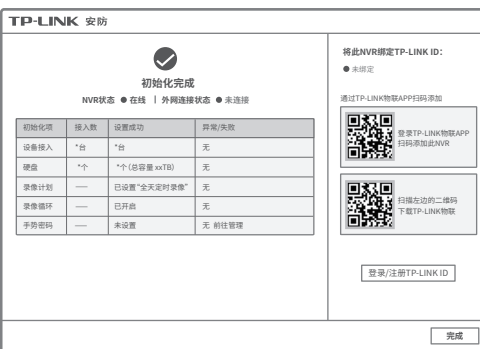 TP-LINK 安防
初始化完成
NVR状态 ● 在线 | 外网连接状态 ● 未连接
初始化项 接入数 设置成功 异常/失败
设备接入 *台 *台 无
硬盘 *个 *个（总容量xxTB） 无
录像计划 —— 已设置“全天定时录像” 无
录像循环 —— 已开启 无
手势密码 —— 未设置 无 前往管理
将此NVR绑定TP-LINK ID：
● 未绑定
通过TP-LINK物联APP扫码添加
登录TP-LINK物联APP
扫码添加此NVR
扫描左边的二维码
下载TP-LINK物联
登录/注册TP-LINK ID
完成